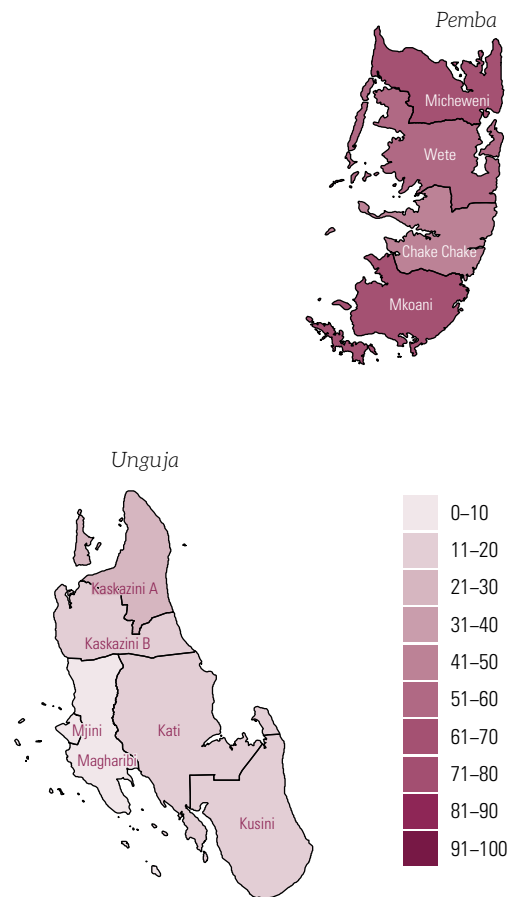 Pemba
Micheweni
Wete
Chake Chake
Mkoani
Unguja
Kaskazini A
Kaskazini B
Mjini
Magharibi
Kati
Kusini
0–10
11–20
21–30
31–40
41–50
51–60
61–70
71–80
81–90
91–100